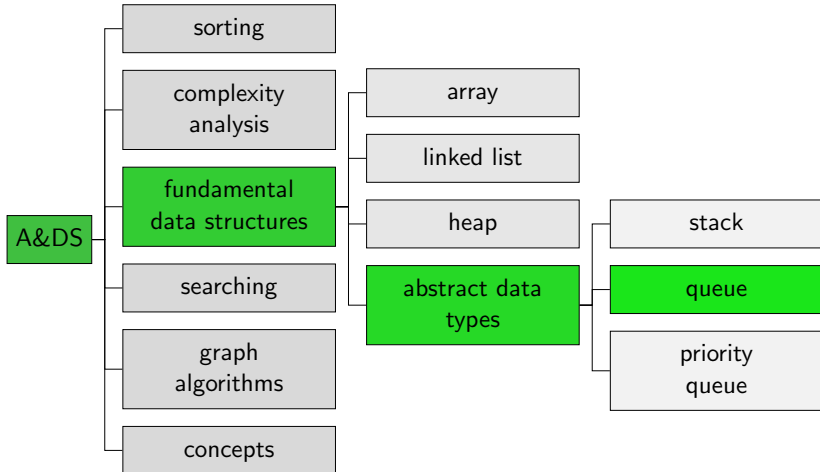 A&DS
sorting
complexity
analysis
fundamental
data structures
searching
graph
algorithms
concepts
array
linked list
heap
abstract data
types
stack
queue
priority
queue